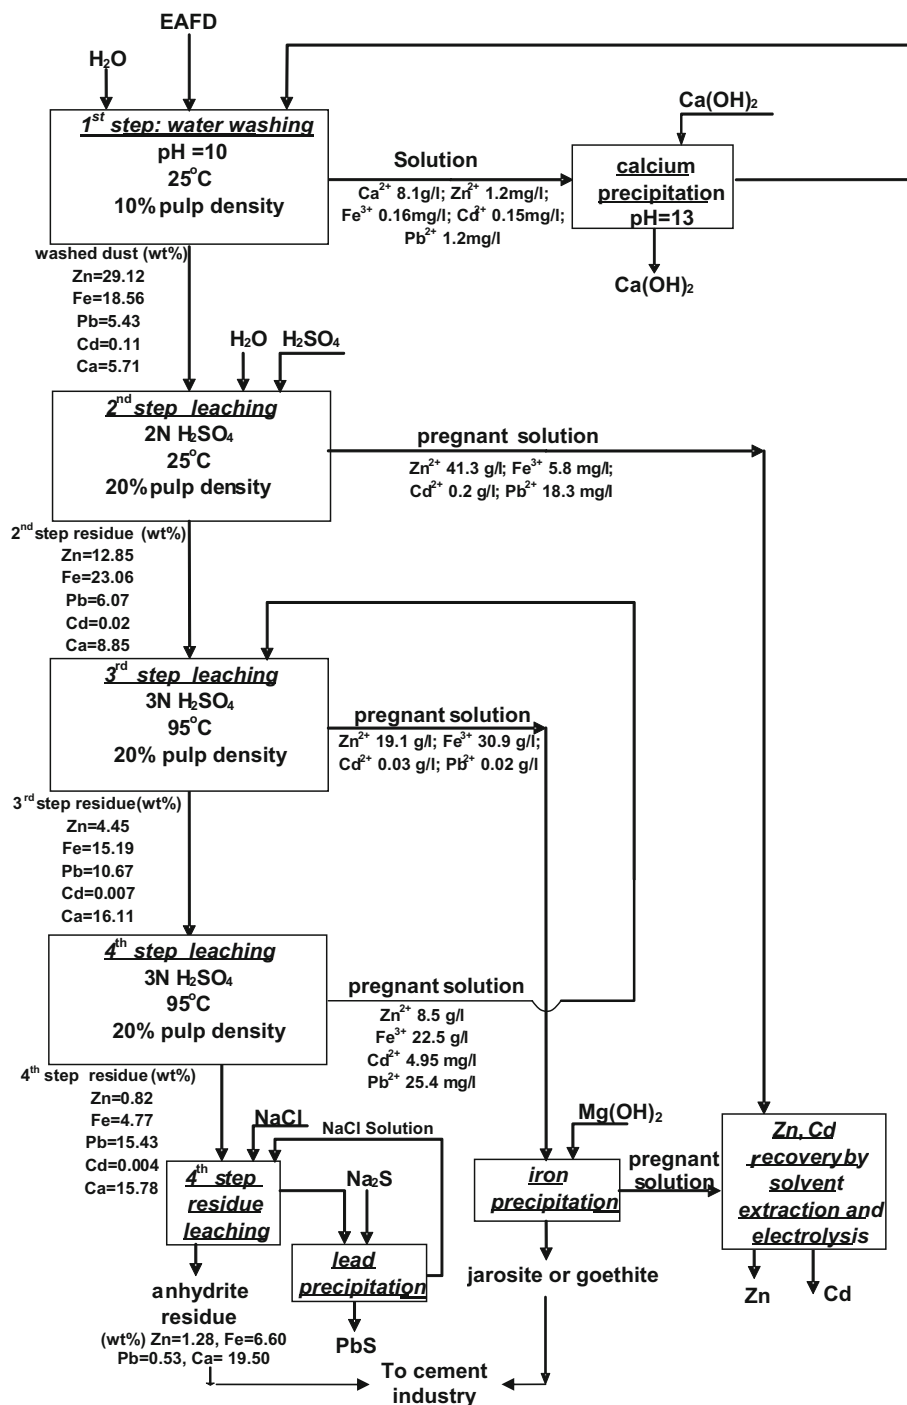 EAFD
H₂O
1ˢᵗ step: water washing
pH =10
25°C
10% pulp density
Solution
Ca²⁺ 8.1g/l; Zn²⁺ 1.2mg/l;
Fe³⁺ 0.16mg/l; Cd²⁺ 0.15mg/l;
Pb²⁺ 1.2mg/l
Ca(OH)₂
calcium
precipitation
pH=13
Ca(OH)₂
washed dust (wt%)
Zn=29.12
Fe=18.56
Pb=5.43
Cd=0.11
Ca=5.71
H₂O
H₂SO₄
2ⁿᵈ step leaching
2N H₂SO₄
25°C
20% pulp density
pregnant solution
Zn²⁺ 41.3 g/l; Fe³⁺ 5.8 mg/l;
Cd²⁺ 0.2 g/l; Pb²⁺ 18.3 mg/l
2ⁿᵈ step residue (wt%)
Zn=12.85
Fe=23.06
Pb=6.07
Cd=0.02
Ca=8.85
3ʳᵈ step leaching
3N H₂SO₄
95°C
20% pulp density
pregnant solution
Zn²⁺ 19.1 g/l; Fe³⁺ 30.9 g/l;
Cd²⁺ 0.03 g/l; Pb²⁺ 0.02 g/l
3ʳᵈ step residue(wt%)
Zn=4.45
Fe=15.19
Pb=10.67
Cd=0.007
Ca=16.11
4ᵗʰ step leaching
3N H₂SO₄
95°C
20% pulp density
pregnant solution
Zn²⁺ 8.5 g/l
Fe³⁺ 22.5 g/l
Cd²⁺ 4.95 mg/l
Pb²⁺ 25.4 mg/l
4ᵗʰ step residue (wt%)
Zn=0.82
Fe=4.77
Pb=15.43
Cd=0.004
Ca=15.78
NaCl
NaCl Solution
4ᵗʰ step
residue
leaching
Na₂S
lead
precipitation
PbS
Mg(OH)₂
iron
precipitation
pregnant
solution
Zn, Cd
recovery by
solvent
extraction and
electrolysis
Zn
Cd
jarosite or goethite
anhydrite
residue
(wt%) Zn=1.28, Fe=6.60
Pb=0.53, Ca= 19.50
To cement
industry